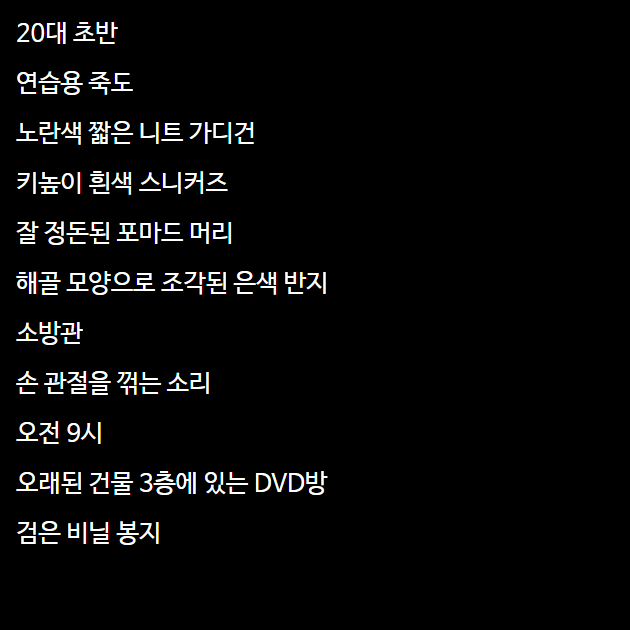 20대 초반
연습용 죽도
노란색 짧은 니트 가디건
키높이 흰색 스니커즈
잘 정돈된 포마드 머리
해골 모양으로 조각된 은색 반지
소방관
손 관절을 꺾는 소리
오전 9시
오래된 건물 3층에 있는 DVD방
검은 비닐 봉지